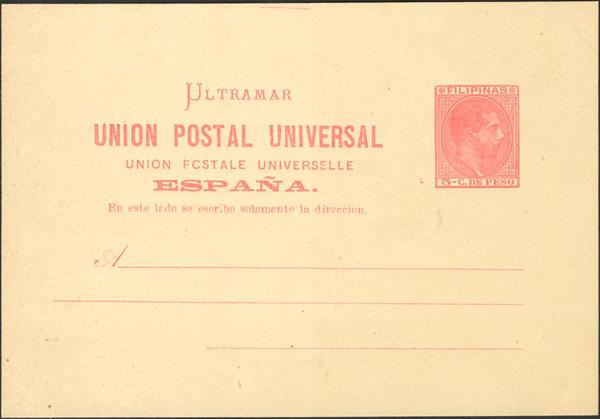 ULTRAMAR
UNION POSTAL UNIVERSAL
UNION FCSTALE UNIVERSELLE
ESPAÑA.
En este lado se escribe solamente la direccion.
A
FILIPINAS
5- C. DE PESO